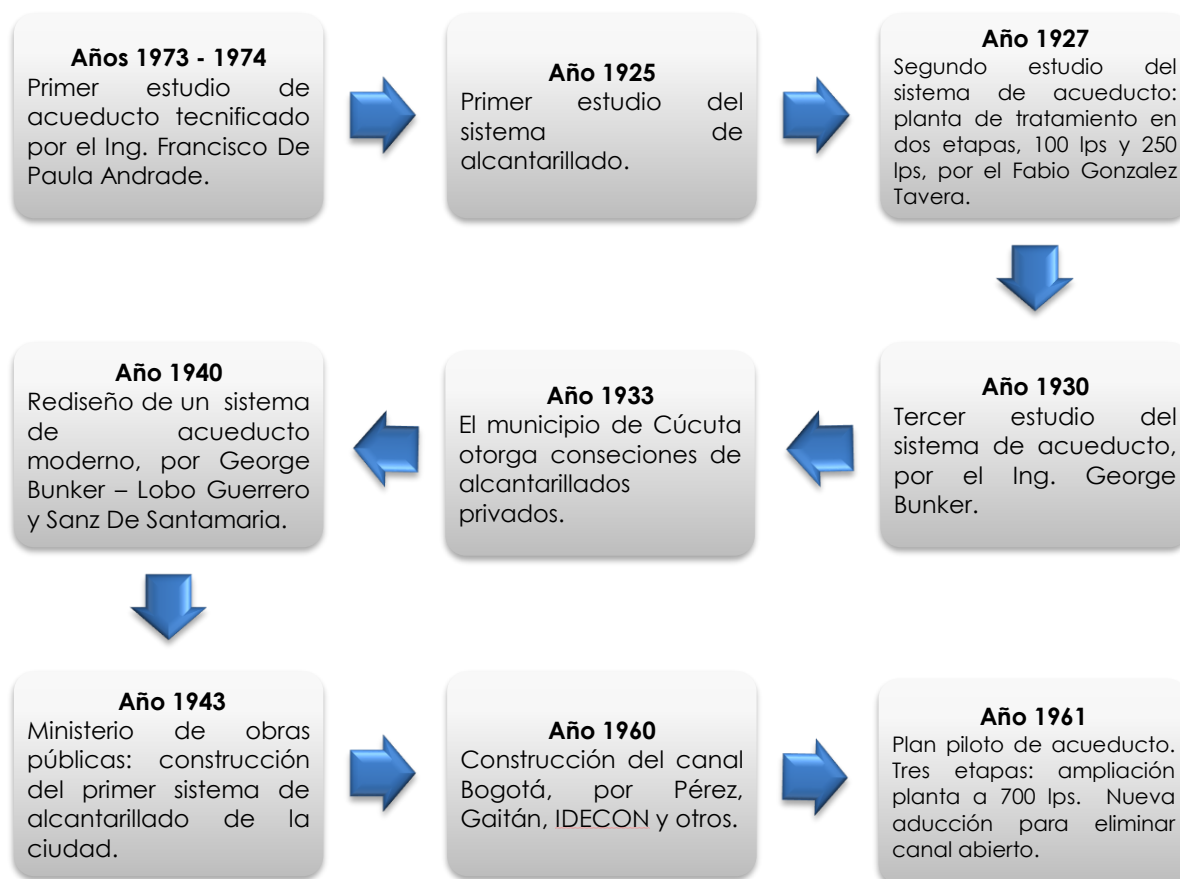 Años 1973 - 1974
Primer estudio de
acueducto tecnificado
por el Ing. Francisco De
Paula Andrade.
Año 1925
Primer estudio del
sistema de
alcantarillado.
Año 1927
Segundo estudio del
sistema de acueducto:
planta de tratamiento en
dos etapas, 100 lps y 250
lps, por el Fabio Gonzalez
Tavera.
Año 1930
Tercer estudio del
sistema de acueducto,
por el Ing. George
Bunker.
Año 1933
El municipio de Cúcuta
otorga conseciones de
alcantarillados
privados.
Año 1940
Rediseño de un sistema
de acueducto
moderno, por George
Bunker – Lobo Guerrero
y Sanz De Santamaria.
Año 1943
Ministerio de obras
públicas: construcción
del primer sistema de
alcantarillado de la
ciudad.
Año 1960
Construcción del canal
Bogotá, por Pérez,
Gaitán, IDECON y otros.
Año 1961
Plan piloto de acueducto.
Tres etapas: ampliación
planta a 700 lps. Nueva
aducción para eliminar
canal abierto.